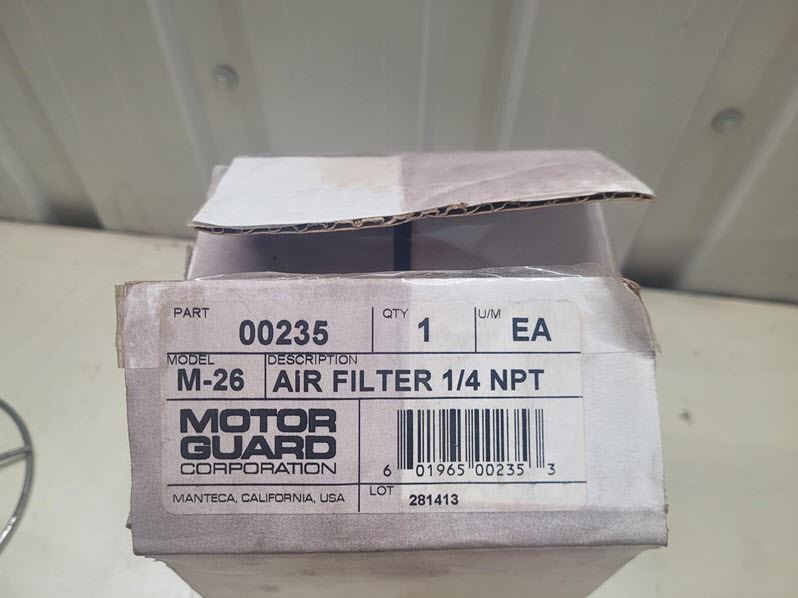 PART 00235 QTY 1 U/M EA
MODEL M-26 DESCRIPTION AiR FILTER 1/4 NPT
MOTOR
GUARD
CORPORATION
MANTECA, CALIFORNIA, USA
6 01965 00235 3
LOT 281413